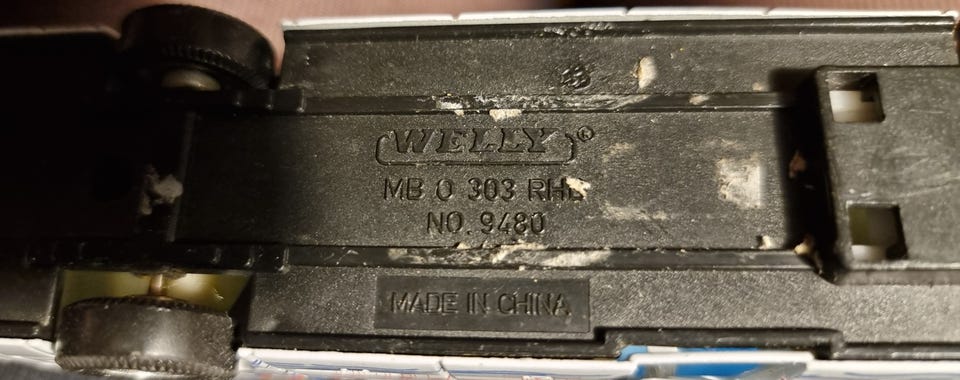 WELLY®
MB O 303 RHD
NO. 9480
MADE IN CHINA